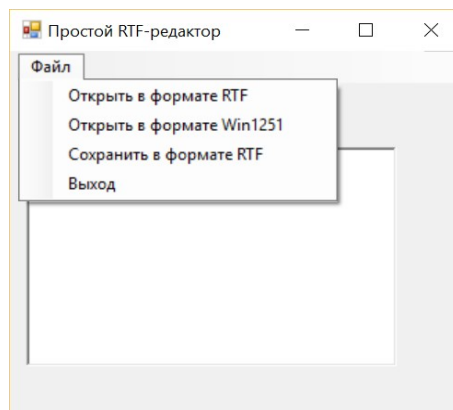 Простой RTF-редактор
Файл
Открыть в формате RTF
Открыть в формате Win1251
Сохранить в формате RTF
Выход